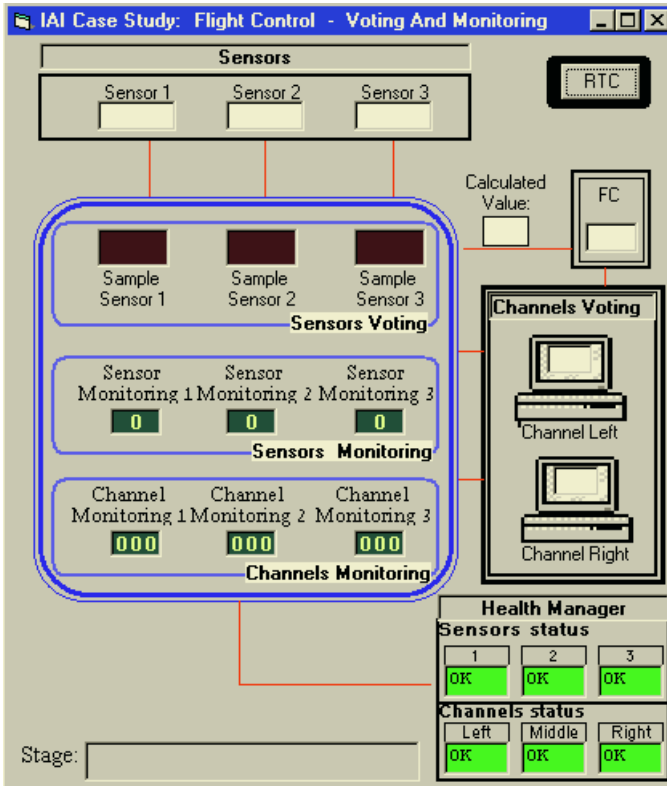 IAI Case Study: Flight Control - Voting And Monitoring
Sensors
RTC
Sensor 1 Sensor 2 Sensor 3
Calculated
Value:
FC
Sample
Sensor 1
Sample
Sensor 2
Sample
Sensor 3
Sensors Voting
Channels Voting
Channel Left
Channel Right
Sensor
Monitoring 1
Sensor
Monitoring 2
Sensor
Monitoring 3
0 0 0
Sensors Monitoring
Channel
Monitoring 1
Channel
Monitoring 2
Channel
Monitoring 3
000 000 000
Channels Monitoring
Health Manager
Sensors status
1 2 3
OK OK OK
Channels status
Left Middle Right
OK OK OK
Stage: